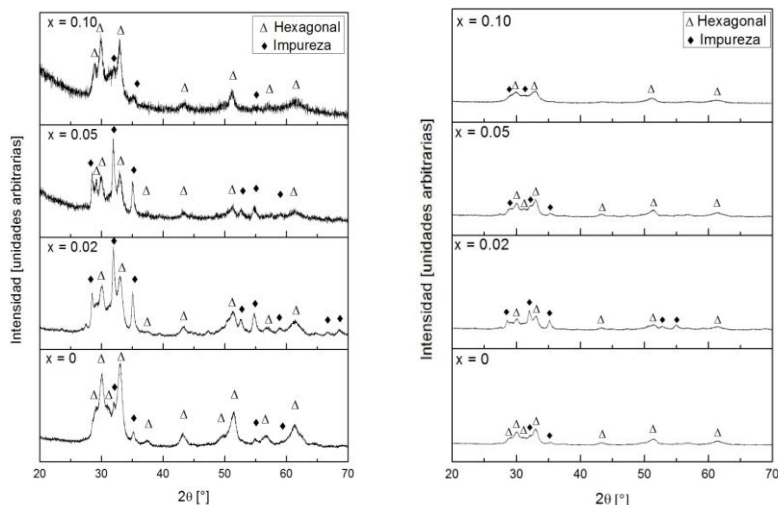 x = 0.10
Δ Hexagonal
♦ Impureza
x = 0.05
x = 0.02
x = 0
Intensidad [unidades arbitrarias]
20 30 40 50 60 70
2θ [°]
x = 0.10
Δ Hexagonal
♦ Impureza
x = 0.05
x = 0.02
x = 0
Intensidad [unidades arbitrarias]
20 30 40 50 60 70
2θ [°]